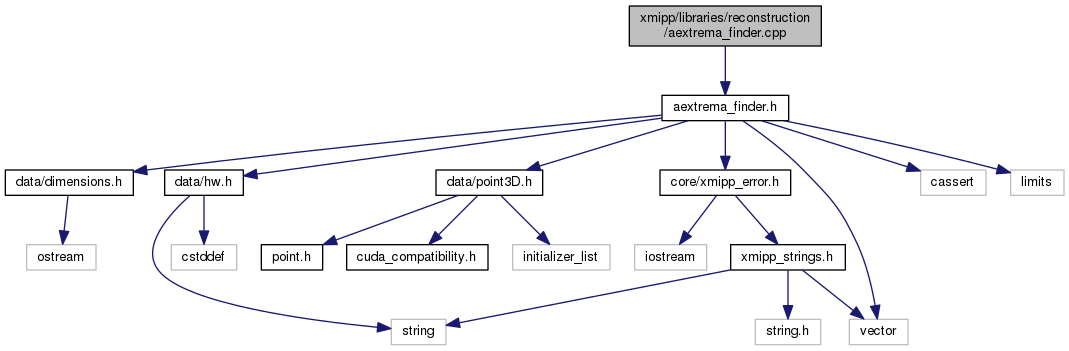 xmipp/libraries/reconstruction
/aextrema_finder.cpp
aextrema_finder.h
data/dimensions.h
data/hw.h
data/point3D.h
core/xmipp_error.h
cassert
limits
ostream
cstddef
point.h
cuda_compatibility.h
initializer_list
iostream
xmipp_strings.h
string
string.h
vector